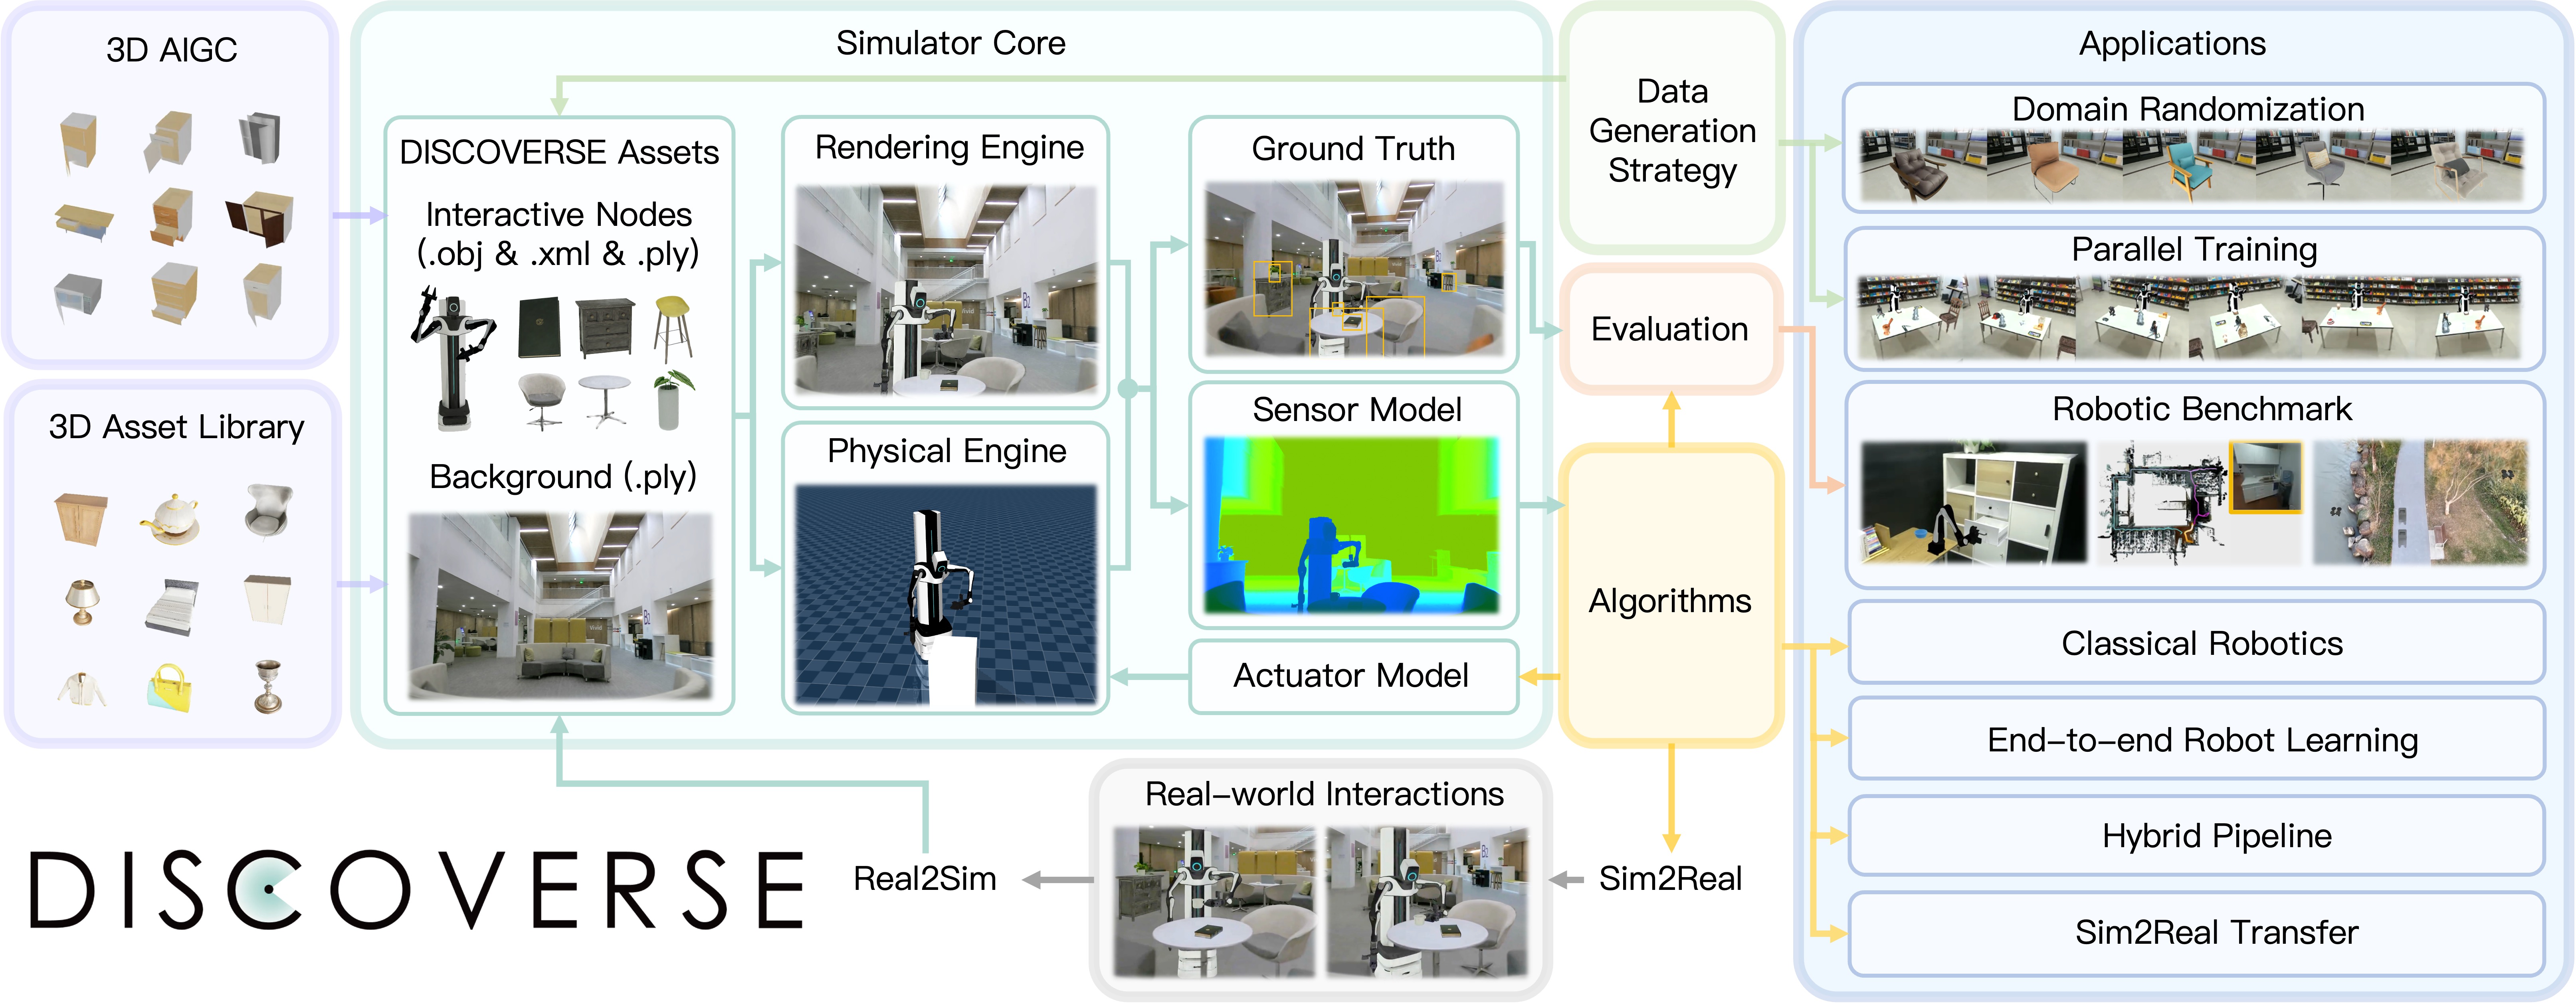 3D AIGC
3D Asset Library
Simulator Core
DISCOVERSE Assets
Interactive Nodes
(.obj & .xml & .ply)
Background (.ply)
Rendering Engine
Physical Engine
Ground Truth
Sensor Model
Actuator Model
Data
Generation
Strategy
Evaluation
Algorithms
Applications
Domain Randomization
Parallel Training
Robotic Benchmark
Classical Robotics
End-to-end Robot Learning
Hybrid Pipeline
Sim2Real Transfer
DISCOVERSE
Real2Sim
Real-world Interactions
Sim2Real